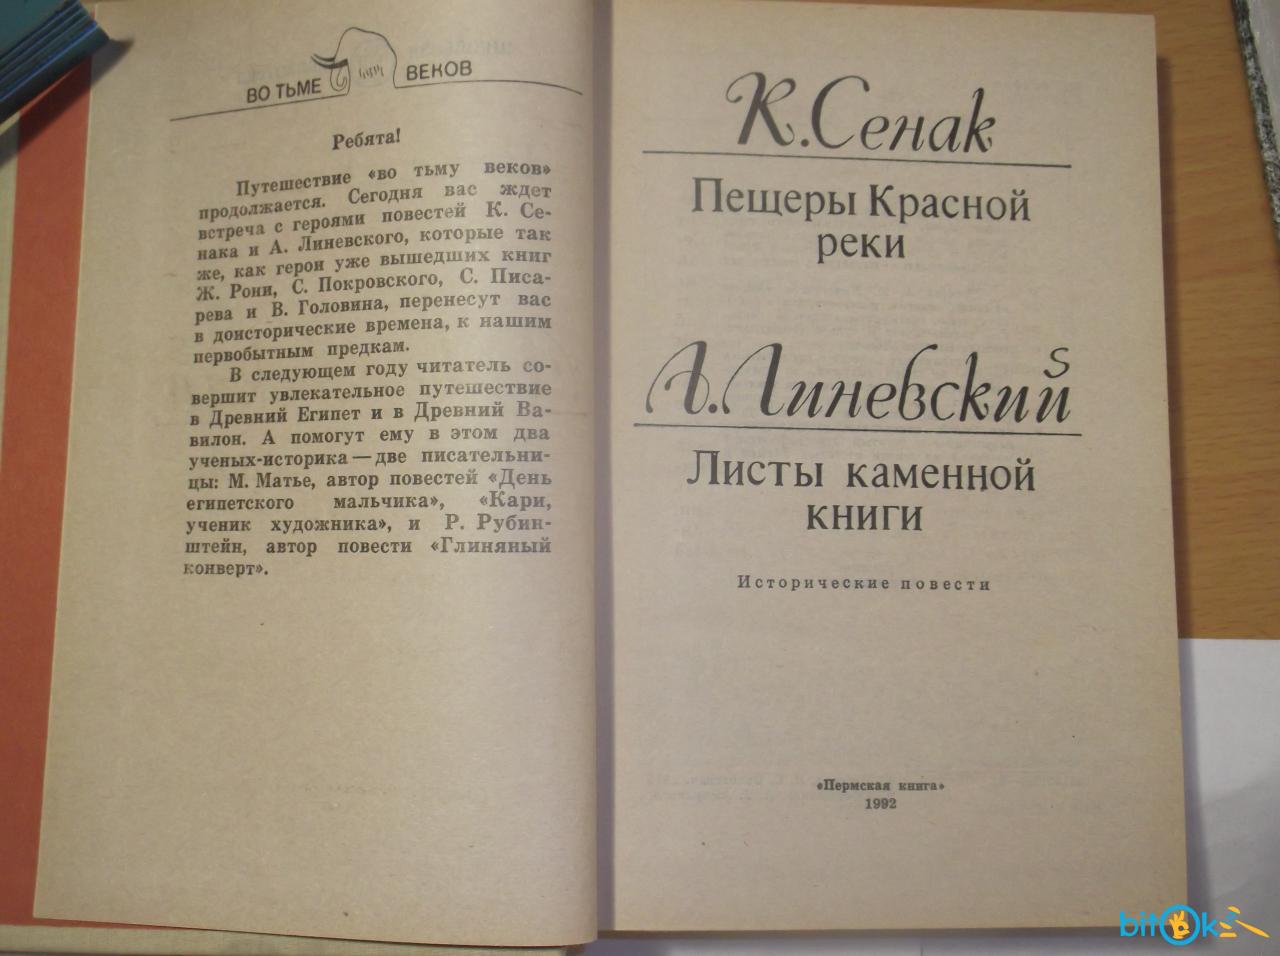 ВО ТЬМЕ ВЕКОВ
Ребята!
Путешествие «во тьму веков»
продолжается. Сегодня вас ждет
встреча с героями повестей К. Се-
нака и А. Линевского, которые так
же, как герои уже вышедших книг
Ж. Рони, С. Покровского, С. Писа-
рева и В. Головина, перенесут вас
в доисторические времена, к нашим
первобытным предкам.
В следующем году читатель со-
вершит увлекательное путешествие
в Древний Египет и в Древний Ва-
вилон. А помогут ему в этом два
ученых-историка — две писательни-
цы: М. Матье, автор повестей «День
египетского мальчика», «Кари,
ученик художника», и Р. Рубин-
штейн, автор повести «Глиняный
конверт».
К. Сенак
Пещеры Красной
реки
А. Линевский
Листы каменной
книги
Исторические повести
«Пермская книга»
1992
bitok